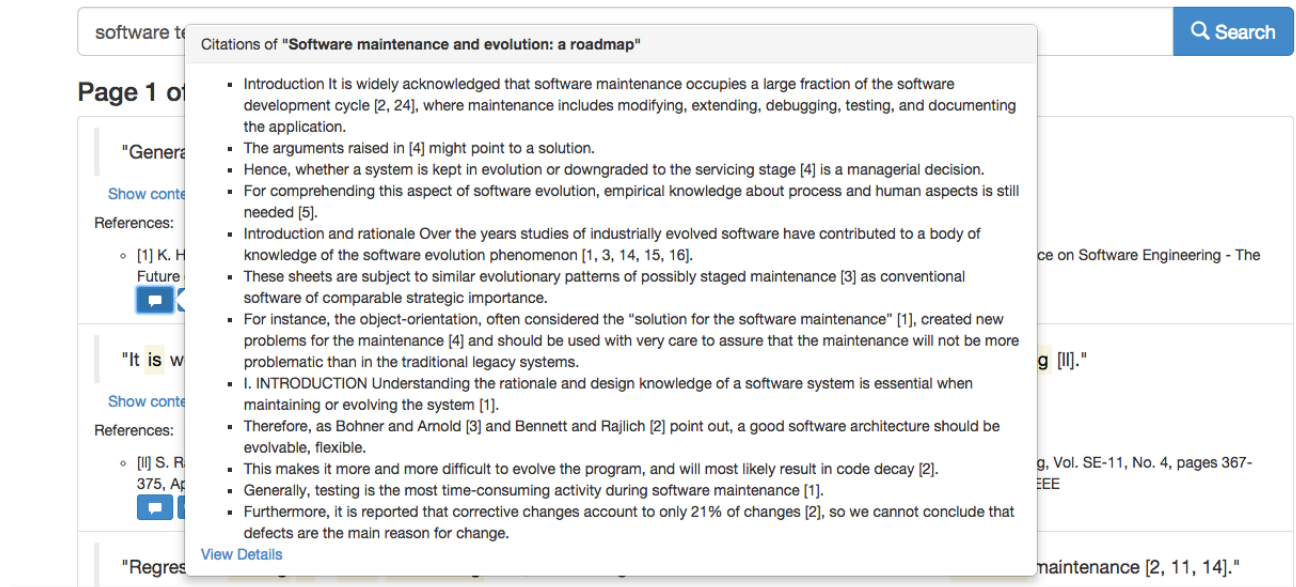 software te
Search
Citations of "Software maintenance and evolution: a roadmap"
Page 1 of
Introduction It is widely acknowledged that software maintenance occupies a large fraction of the software
development cycle [2, 24], where maintenance includes modifying, extending, debugging, testing, and documenting
the application.
The arguments raised in [4] might point to a solution.
Hence, whether a system is kept in evolution or downgraded to the servicing stage [4] is a managerial decision.
For comprehending this aspect of software evolution, empirical knowledge about process and human aspects is still
needed [5].
Introduction and rationale Over the years studies of industrially evolved software have contributed to a body of
knowledge of the software evolution phenomenon [1, 3, 14, 15, 16].
These sheets are subject to similar evolutionary patterns of possibly staged maintenance [3] as conventional
software of comparable strategic importance.
For instance, the object-orientation, often considered the “solution for the software maintenance” [1], created new
problems for the maintenance [4] and should be used with very care to assure that the maintenance will not be more
problematic than in the traditional legacy systems.
I. INTRODUCTION Understanding the rationale and design knowledge of a software system is essential when
maintaining or evolving the system [1].
Therefore, as Bohner and Arnold [3] and Bennett and Rajlich [2] point out, a good software architecture should be
evolvable, flexible.
This makes it more and more difficult to evolve the program, and will most likely result in code decay [2].
Generally, testing is the most time-consuming activity during software maintenance [1].
Furthermore, it is reported that corrective changes account to only 21% of changes [2], so we cannot conclude that
defects are the main reason for change.
View Details
"Genera
Show conte
References:
[1] K. H
ce on Software Engineering - The
Future
"It is w
g [II]."
Show conte
References:
[II] S. R
g, Vol. SE-11, No. 4, pages 367-
375, Ap
EEE
"Regres
maintenance [2, 11, 14]."